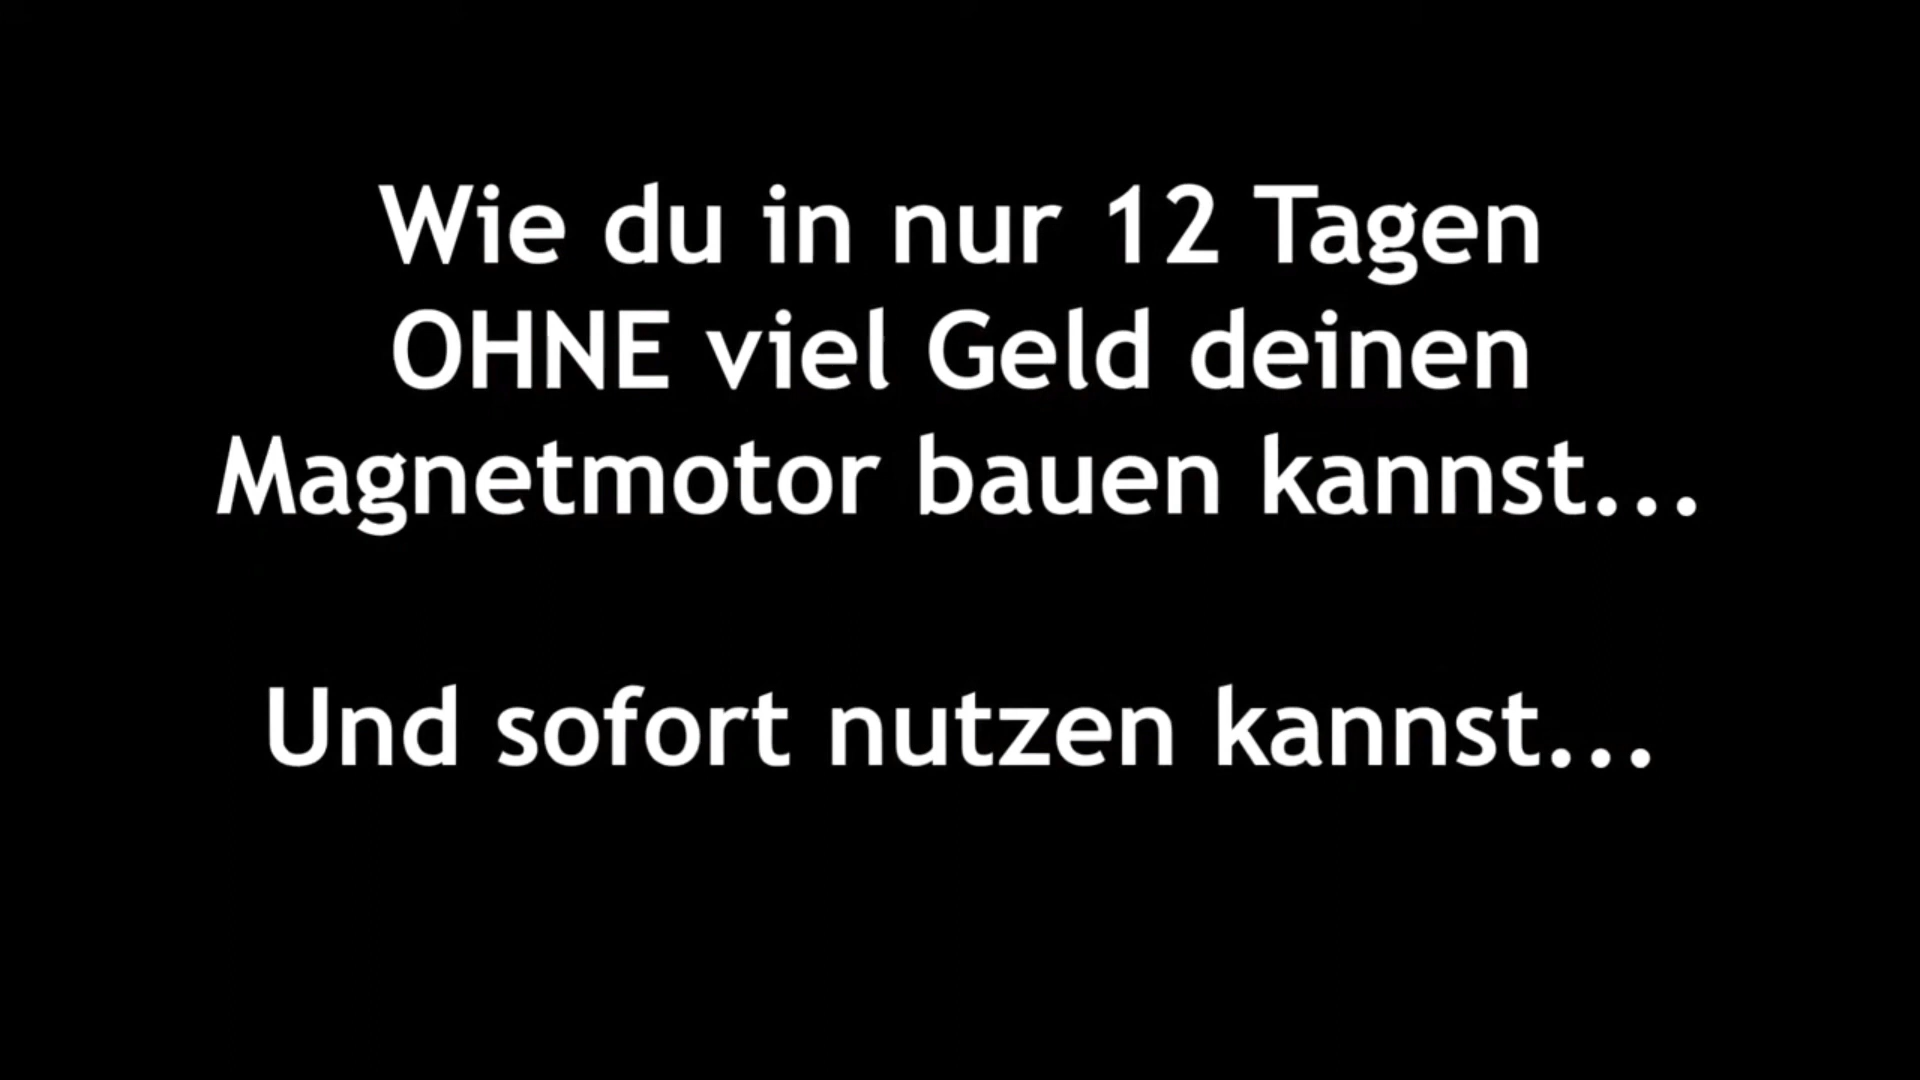 Wie du in nur 12 Tagen
OHNE viel Geld deinen
Magnetmotor bauen kannst...
Und sofort nutzen kannst...